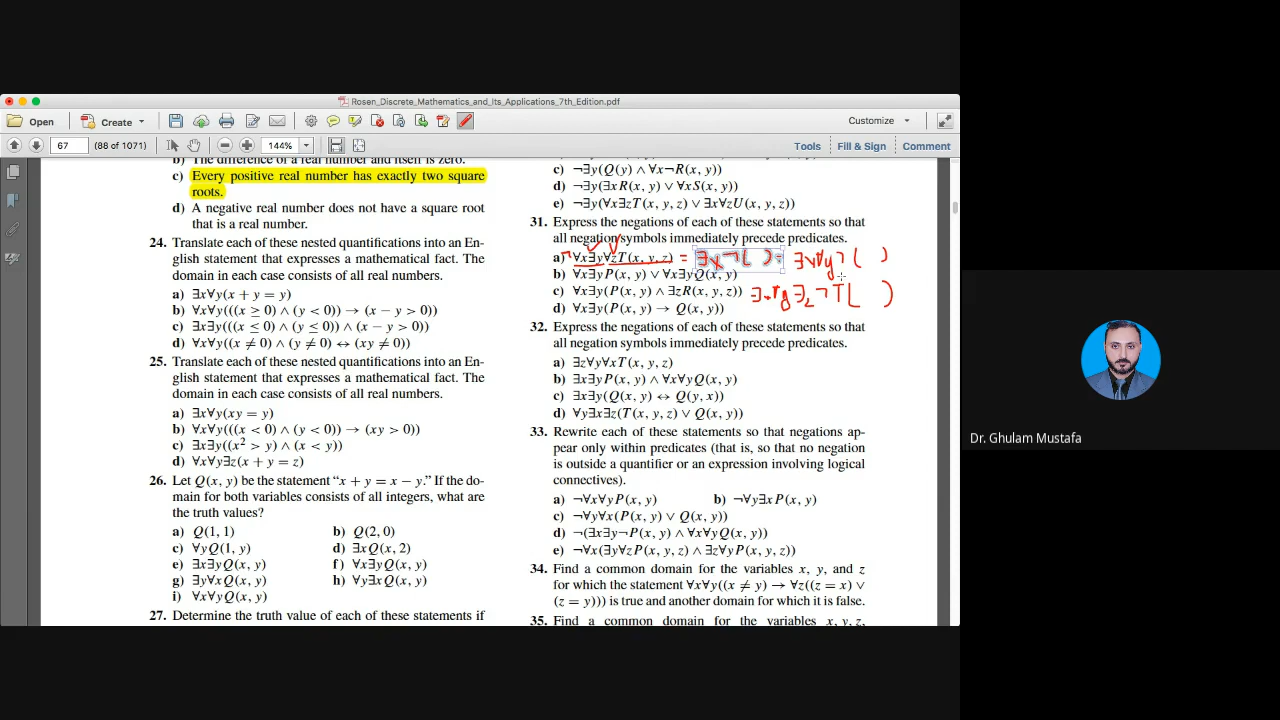 Rosen_Discrete_Mathematics_and_Its_Applications_7th_Edition.pdf
Open Create Customize
67 (88 of 1071) 144% Tools Fill & Sign Comment
b) The difference of a real number and itself is zero.
c) Every positive real number has exactly two square
roots.
d) A negative real number does not have a square root
that is a real number.
24. Translate each of these nested quantifications into an En-
glish statement that expresses a mathematical fact. The
domain in each case consists of all real numbers.
a) ∃x∀y(x + y = y)
b) ∀x∀y(((x ≥ 0) ∧ (y < 0)) → (x − y > 0))
c) ∃x∃y(((x ≤ 0) ∧ (y ≤ 0)) ∧ (x − y > 0))
d) ∀x∀y((x ≠ 0) ∧ (y ≠ 0) ↔ (xy ≠ 0))
25. Translate each of these nested quantifications into an En-
glish statement that expresses a mathematical fact. The
domain in each case consists of all real numbers.
a) ∃x∀y(xy = y)
b) ∀x∀y(((x < 0) ∧ (y < 0)) → (xy > 0))
c) ∃x∃y((x² > y) ∧ (x < y))
d) ∀x∀y∃z(x + y = z)
26. Let Q(x, y) be the statement “x + y = x − y.” If the do-
main for both variables consists of all integers, what are
the truth values?
a) Q(1, 1) b) Q(2, 0)
c) ∀yQ(1, y) d) ∃xQ(x, 2)
e) ∃x∃yQ(x, y) f) ∀x∃yQ(x, y)
g) ∃y∀xQ(x, y) h) ∀y∃xQ(x, y)
i) ∀x∀yQ(x, y)
27. Determine the truth value of each of these statements if
c) ¬∃y(Q(y) ∧ ∀x¬R(x, y))
d) ¬∃y(∃xR(x, y) ∨ ∀xS(x, y))
e) ¬∃y(∀x∃zT(x, y, z) ∨ ∃x∀zU(x, y, z))
31. Express the negations of each of these statements so that
all negation symbols immediately precede predicates.
a) ¬ ∀x∃y∀zT(x, y, z) = ∃x¬( ) = ∃x∀y¬( )
b) ∀x∃yP(x, y) ∨ ∀x∃yQ(x, y)
c) ∀x∃y(P(x, y) ∧ ∃zR(x, y, z)) ∃x∀y∃z¬T( )
d) ∀x∃y(P(x, y) → Q(x, y))
32. Express the negations of each of these statements so that
all negation symbols immediately precede predicates.
a) ∃z∀y∀xT(x, y, z)
b) ∃x∃yP(x, y) ∧ ∀x∀yQ(x, y)
c) ∃x∃y(Q(x, y) ↔ Q(y, x))
d) ∀y∃x∃z(T(x, y, z) ∨ Q(x, y))
33. Rewrite each of these statements so that negations ap-
pear only within predicates (that is, so that no negation
is outside a quantifier or an expression involving logical
connectives).
a) ¬∀x∀yP(x, y) b) ¬∀y∃xP(x, y)
c) ¬∀y∀x(P(x, y) ∨ Q(x, y))
d) ¬(∃x∃y¬P(x, y) ∧ ∀x∀yQ(x, y))
e) ¬∀x(∃y∀zP(x, y, z) ∧ ∃z∀yP(x, y, z))
34. Find a common domain for the variables x, y, and z
for which the statement ∀x∀y((x ≠ y) → ∀z((z = x) ∨
(z = y))) is true and another domain for which it is false.
35. Find a common domain for the variables x, y, z,
Dr. Ghulam Mustafa